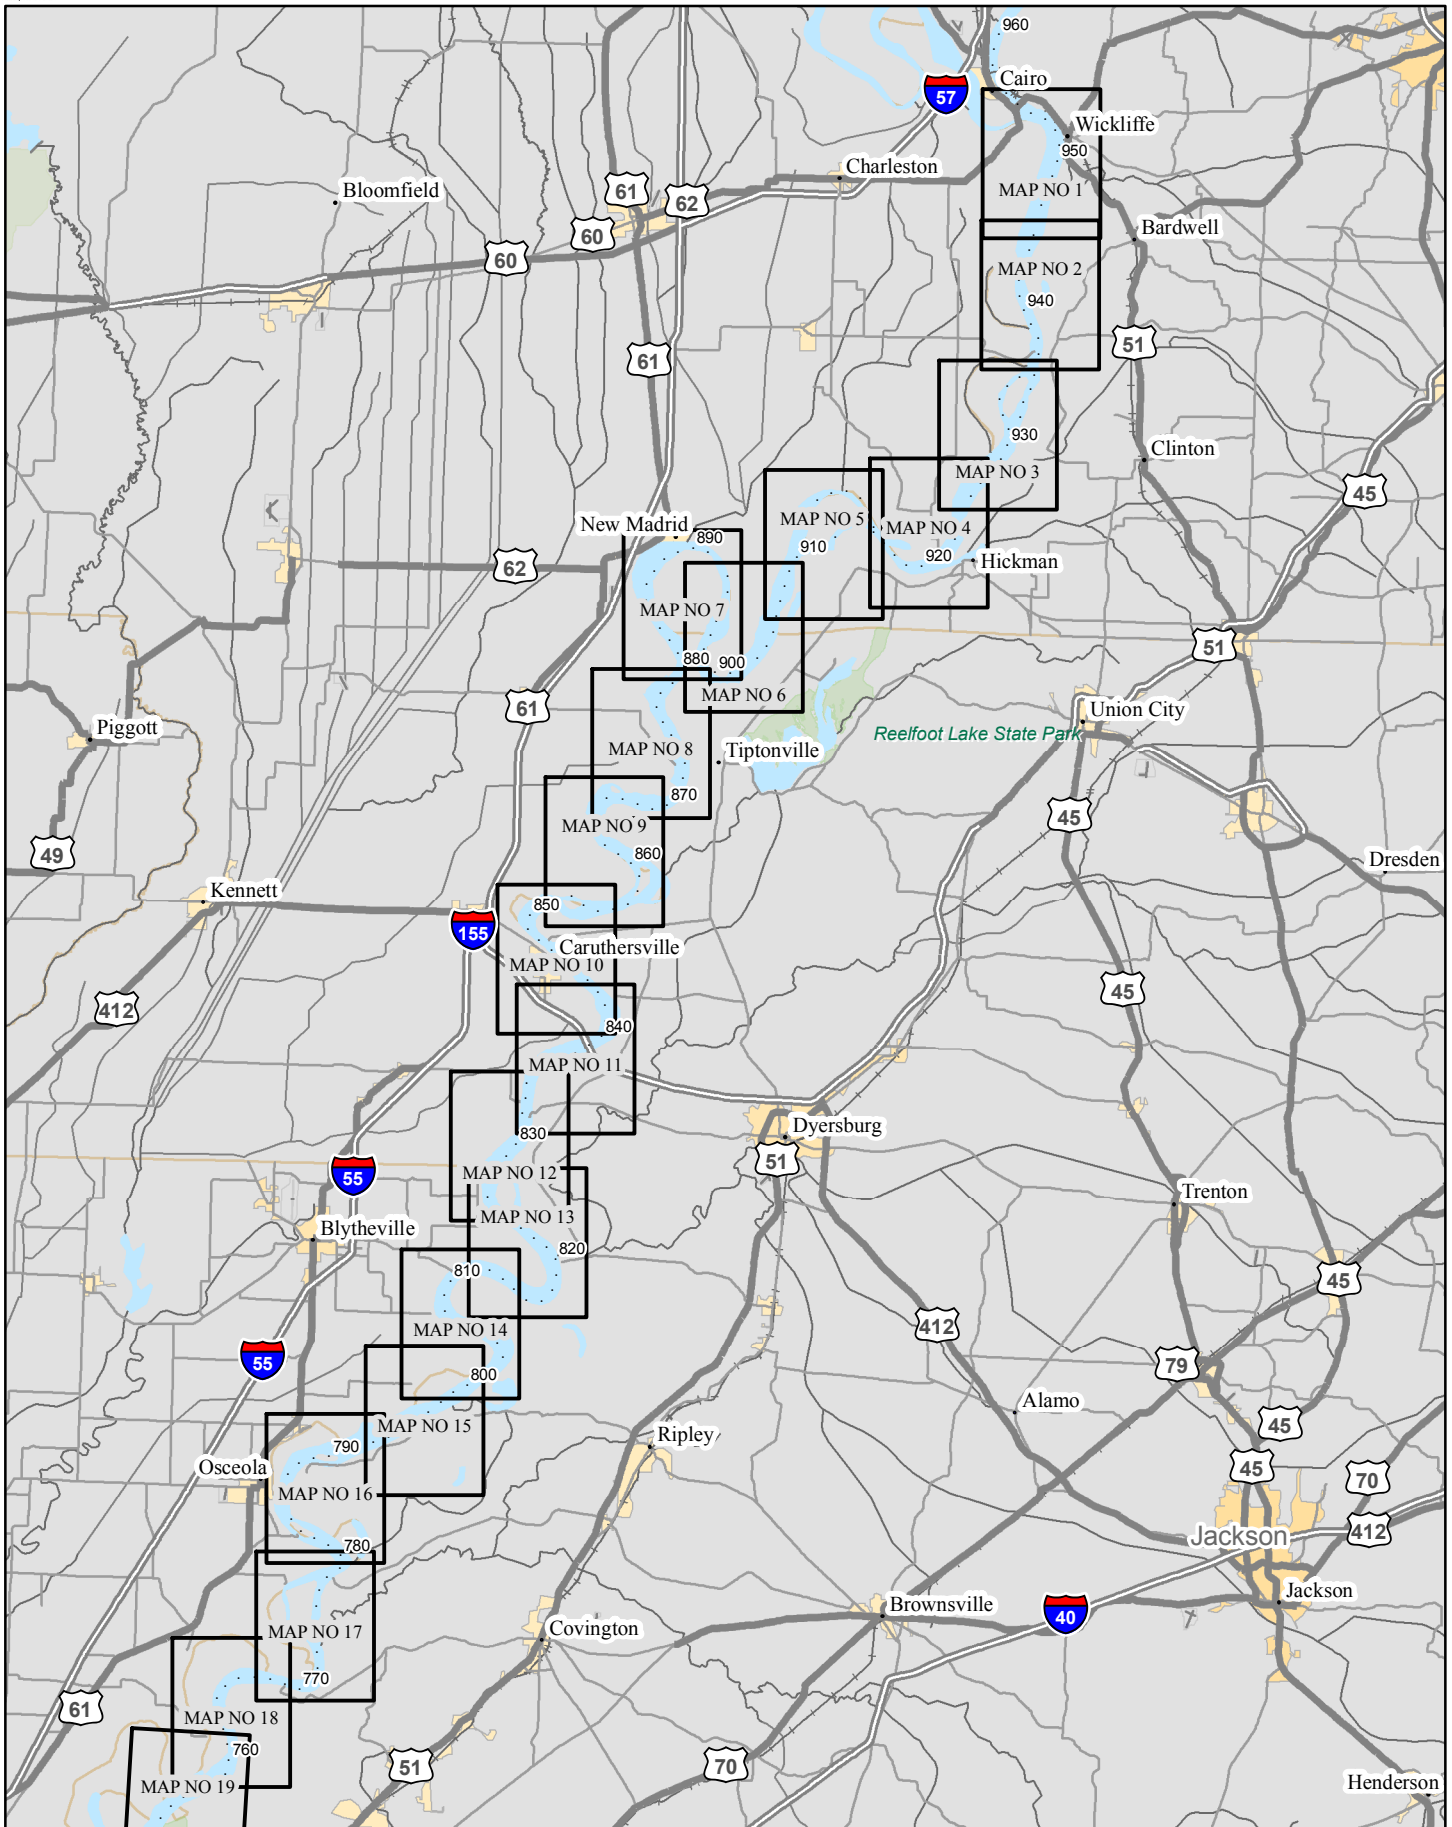 960
Cairo
57
Wickliffe
950
Charleston
MAP NO 1
Bloomfield
61
62
Bardwell
60
60
MAP NO 2
940
51
61
930
Clinton
MAP NO 3
45
New Madrid
890
MAP NO 5
MAP NO 4
910
920
Hickman
62
MAP NO 7
51
880
900
MAP NO 6
61
Union City
Piggott
Reelfoot Lake State Park
MAP NO 8
Tiptonville
870
45
MAP NO 9
49
860
Dresden
Kennett
850
155
Caruthersville
MAP NO 10
45
412
840
MAP NO 11
Dyersburg
830
51
MAP NO 12
55
Trenton
MAP NO 13
Blytheville
820
810
45
412
MAP NO 14
55
79
800
Alamo
MAP NO 15
45
Ripley
790
Osceola
45
70
MAP NO 16
412
Jackson
780
Jackson
Brownsville
40
MAP NO 17
Covington
770
61
MAP NO 18
760
51
70
MAP NO 19
Henderson